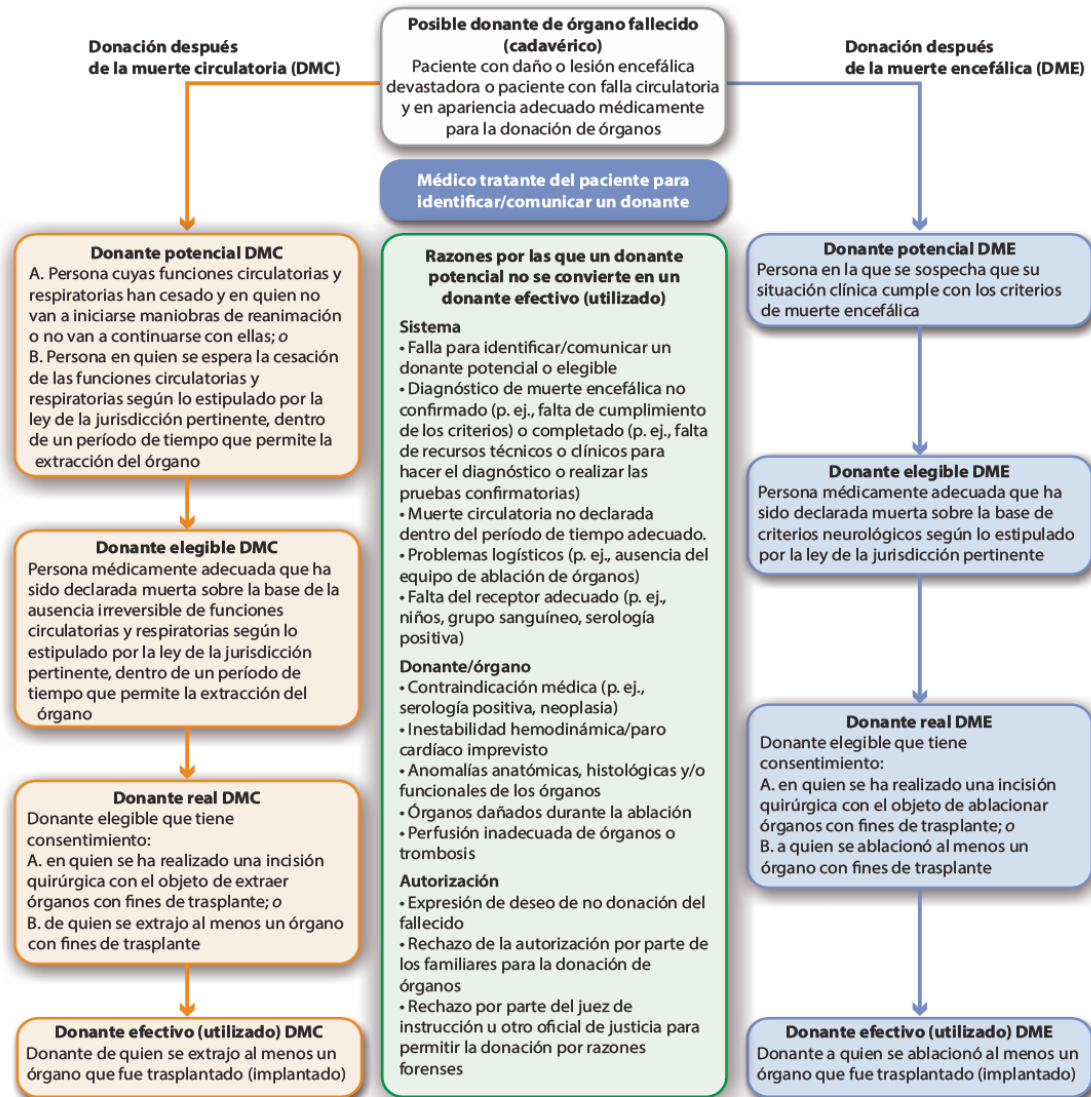 Donación después
de la muerte circulatoria (DMC)
Posible donante de órgano fallecido
(cadavérico)
Paciente con daño o lesión encefálica
devastadora o paciente con falla circulatoria
y en apariencia adecuado médicamente
para la donación de órganos
Donación después
de la muerte encefálica (DME)
Médico tratante del paciente para
identificar/comunicar un donante
Donante potencial DMC
A. Persona cuyas funciones circulatorias y
respiratorias han cesado y en quien no
van a iniciarse maniobras de reanimación
o no van a continuarse con ellas; o
B. Persona en quien se espera la cesación
de las funciones circulatorias y
respiratorias según lo estipulado por la
ley de la jurisdicción pertinente, dentro
de un período de tiempo que permite la
extracción del órgano
Donante elegible DMC
Persona médicamente adecuada que ha
sido declarada muerta sobre la base de la
ausencia irreversible de funciones
circulatorias y respiratorias según lo
estipulado por la ley de la jurisdicción
pertinente, dentro de un período de
tiempo que permite la extracción del
órgano
Donante real DMC
Donante elegible que tiene
consentimiento:
A. en quien se ha realizado una incisión
quirúrgica con el objeto de extraer
órganos con fines de trasplante; o
B. de quien se extrajo al menos un órgano
con fines de trasplante
Donante efectivo (utilizado) DMC
Donante de quien se extrajo al menos un
órgano que fue trasplantado (implantado)
Razones por las que un donante
potencial no se convierte en un
donante efectivo (utilizado)
Sistema
• Falla para identificar/comunicar un
donante potencial o elegible
• Diagnóstico de muerte encefálica no
confirmado (p. ej., falta de cumplimiento
de los criterios) o completado (p. ej., falta
de recursos técnicos o clínicos para
hacer el diagnóstico o realizar las
pruebas confirmatorias)
• Muerte circulatoria no declarada
dentro del período de tiempo adecuado.
• Problemas logísticos (p. ej., ausencia del
equipo de ablación de órganos)
• Falta del receptor adecuado (p. ej.,
niños, grupo sanguíneo, serología
positiva)
Donante/órgano
• Contraindicación médica (p. ej.,
serología positiva, neoplasia)
• Inestabilidad hemodinámica/paro
cardíaco imprevisto
• Anomalías anatómicas, histológicas y/o
funcionales de los órganos
• Órganos dañados durante la ablación
• Perfusión inadecuada de órganos o
trombosis
Autorización
• Expresión de deseo de no donación del
fallecido
• Rechazo de la autorización por parte de
los familiares para la donación de
órganos
• Rechazo por parte del juez de
instrucción u otro oficial de justicia para
permitir la donación por razones
forenses
Donante potencial DME
Persona en la que se sospecha que su
situación clínica cumple con los criterios
de muerte encefálica
Donante elegible DME
Persona médicamente adecuada que ha
sido declarada muerta sobre la base de
criterios neurológicos según lo estipulado
por la ley de la jurisdicción pertinente
Donante real DME
Donante elegible que tiene
consentimiento:
A. en quien se ha realizado una incisión
quirúrgica con el objeto de ablacionar
órganos con fines de trasplante; o
B. a quien se ablacionó al menos un
órgano con fines de trasplante
Donante efectivo (utilizado) DME
Donante a quien se ablacionó al menos un
órgano que fue trasplantado (implantado)